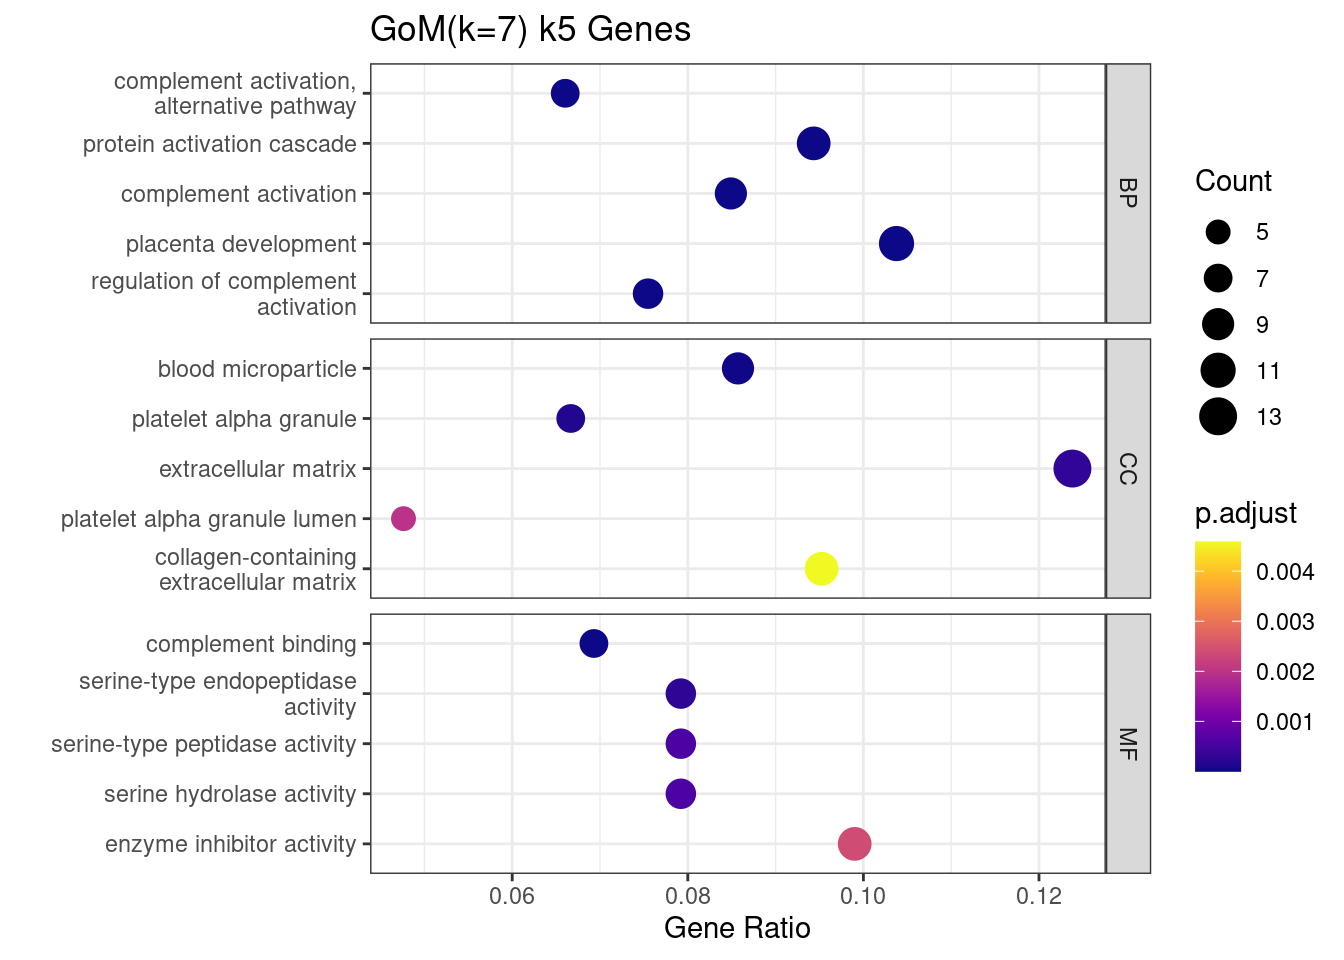 GoM(k=7) k5 Genes
complement activation,
alternative pathway
protein activation cascade
complement activation
placenta development
regulation of complement
activation
BP
blood microparticle
platelet alpha granule
extracellular matrix
platelet alpha granule lumen
collagen-containing
extracellular matrix
CC
complement binding
serine-type endopeptidase
activity
serine-type peptidase activity
serine hydrolase activity
enzyme inhibitor activity
MF
0.06
0.08
0.10
0.12
Gene Ratio
Count
5
7
9
11
13
p.adjust
0.004
0.003
0.002
0.001